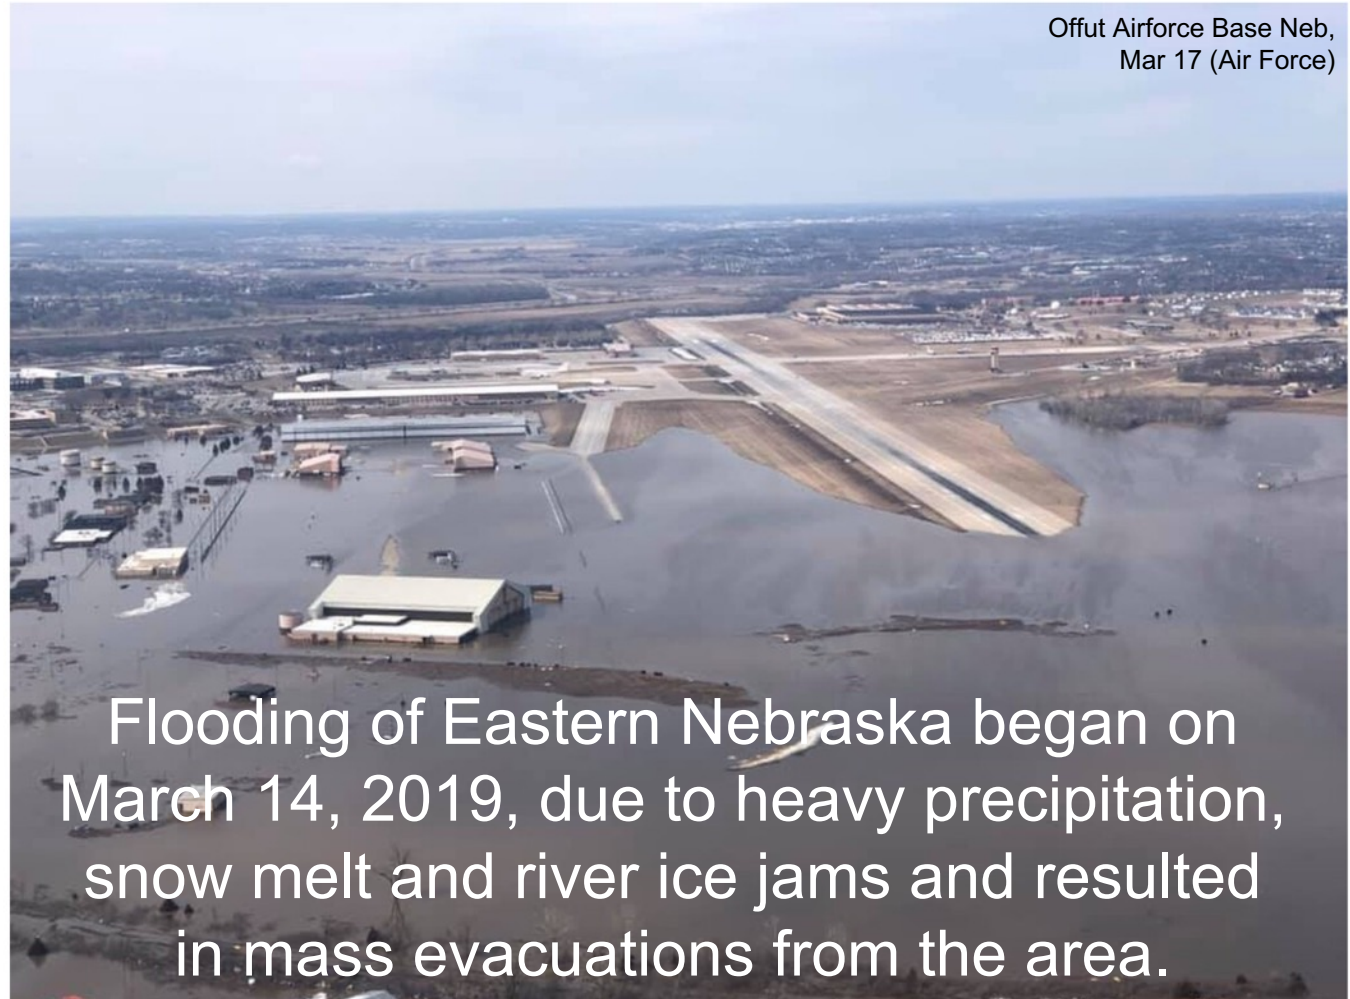 Offut Airforce Base Neb,
Mar 17 (Air Force)
Flooding of Eastern Nebraska began on
March 14, 2019, due to heavy precipitation,
snow melt and river ice jams and resulted
in mass evacuations from the area.